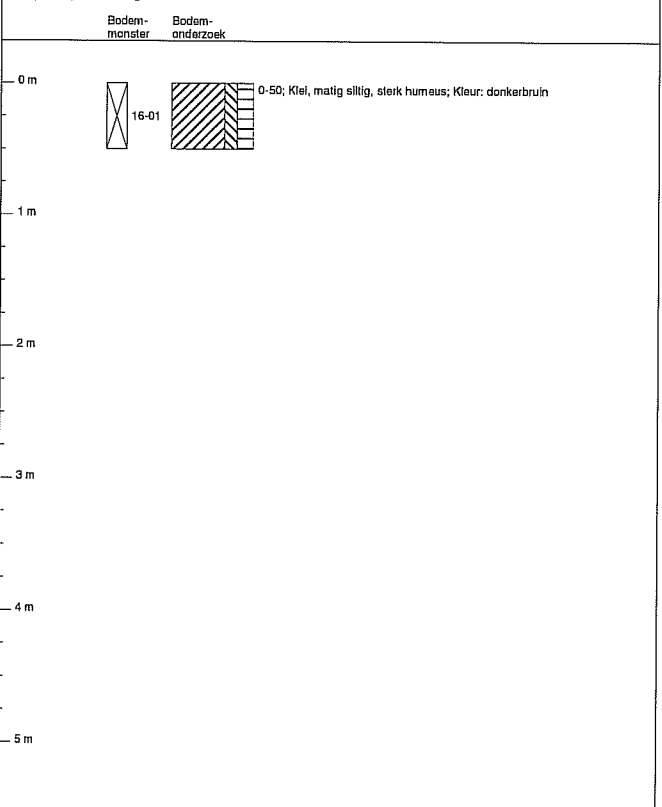 Bodem- Bodem-
monster onderzoek
0 m
0-50; Klei, matig siltig, sterk humeus; Kleur: donkerbruin
16-01
1 m
2 m
3 m
4 m
5 m